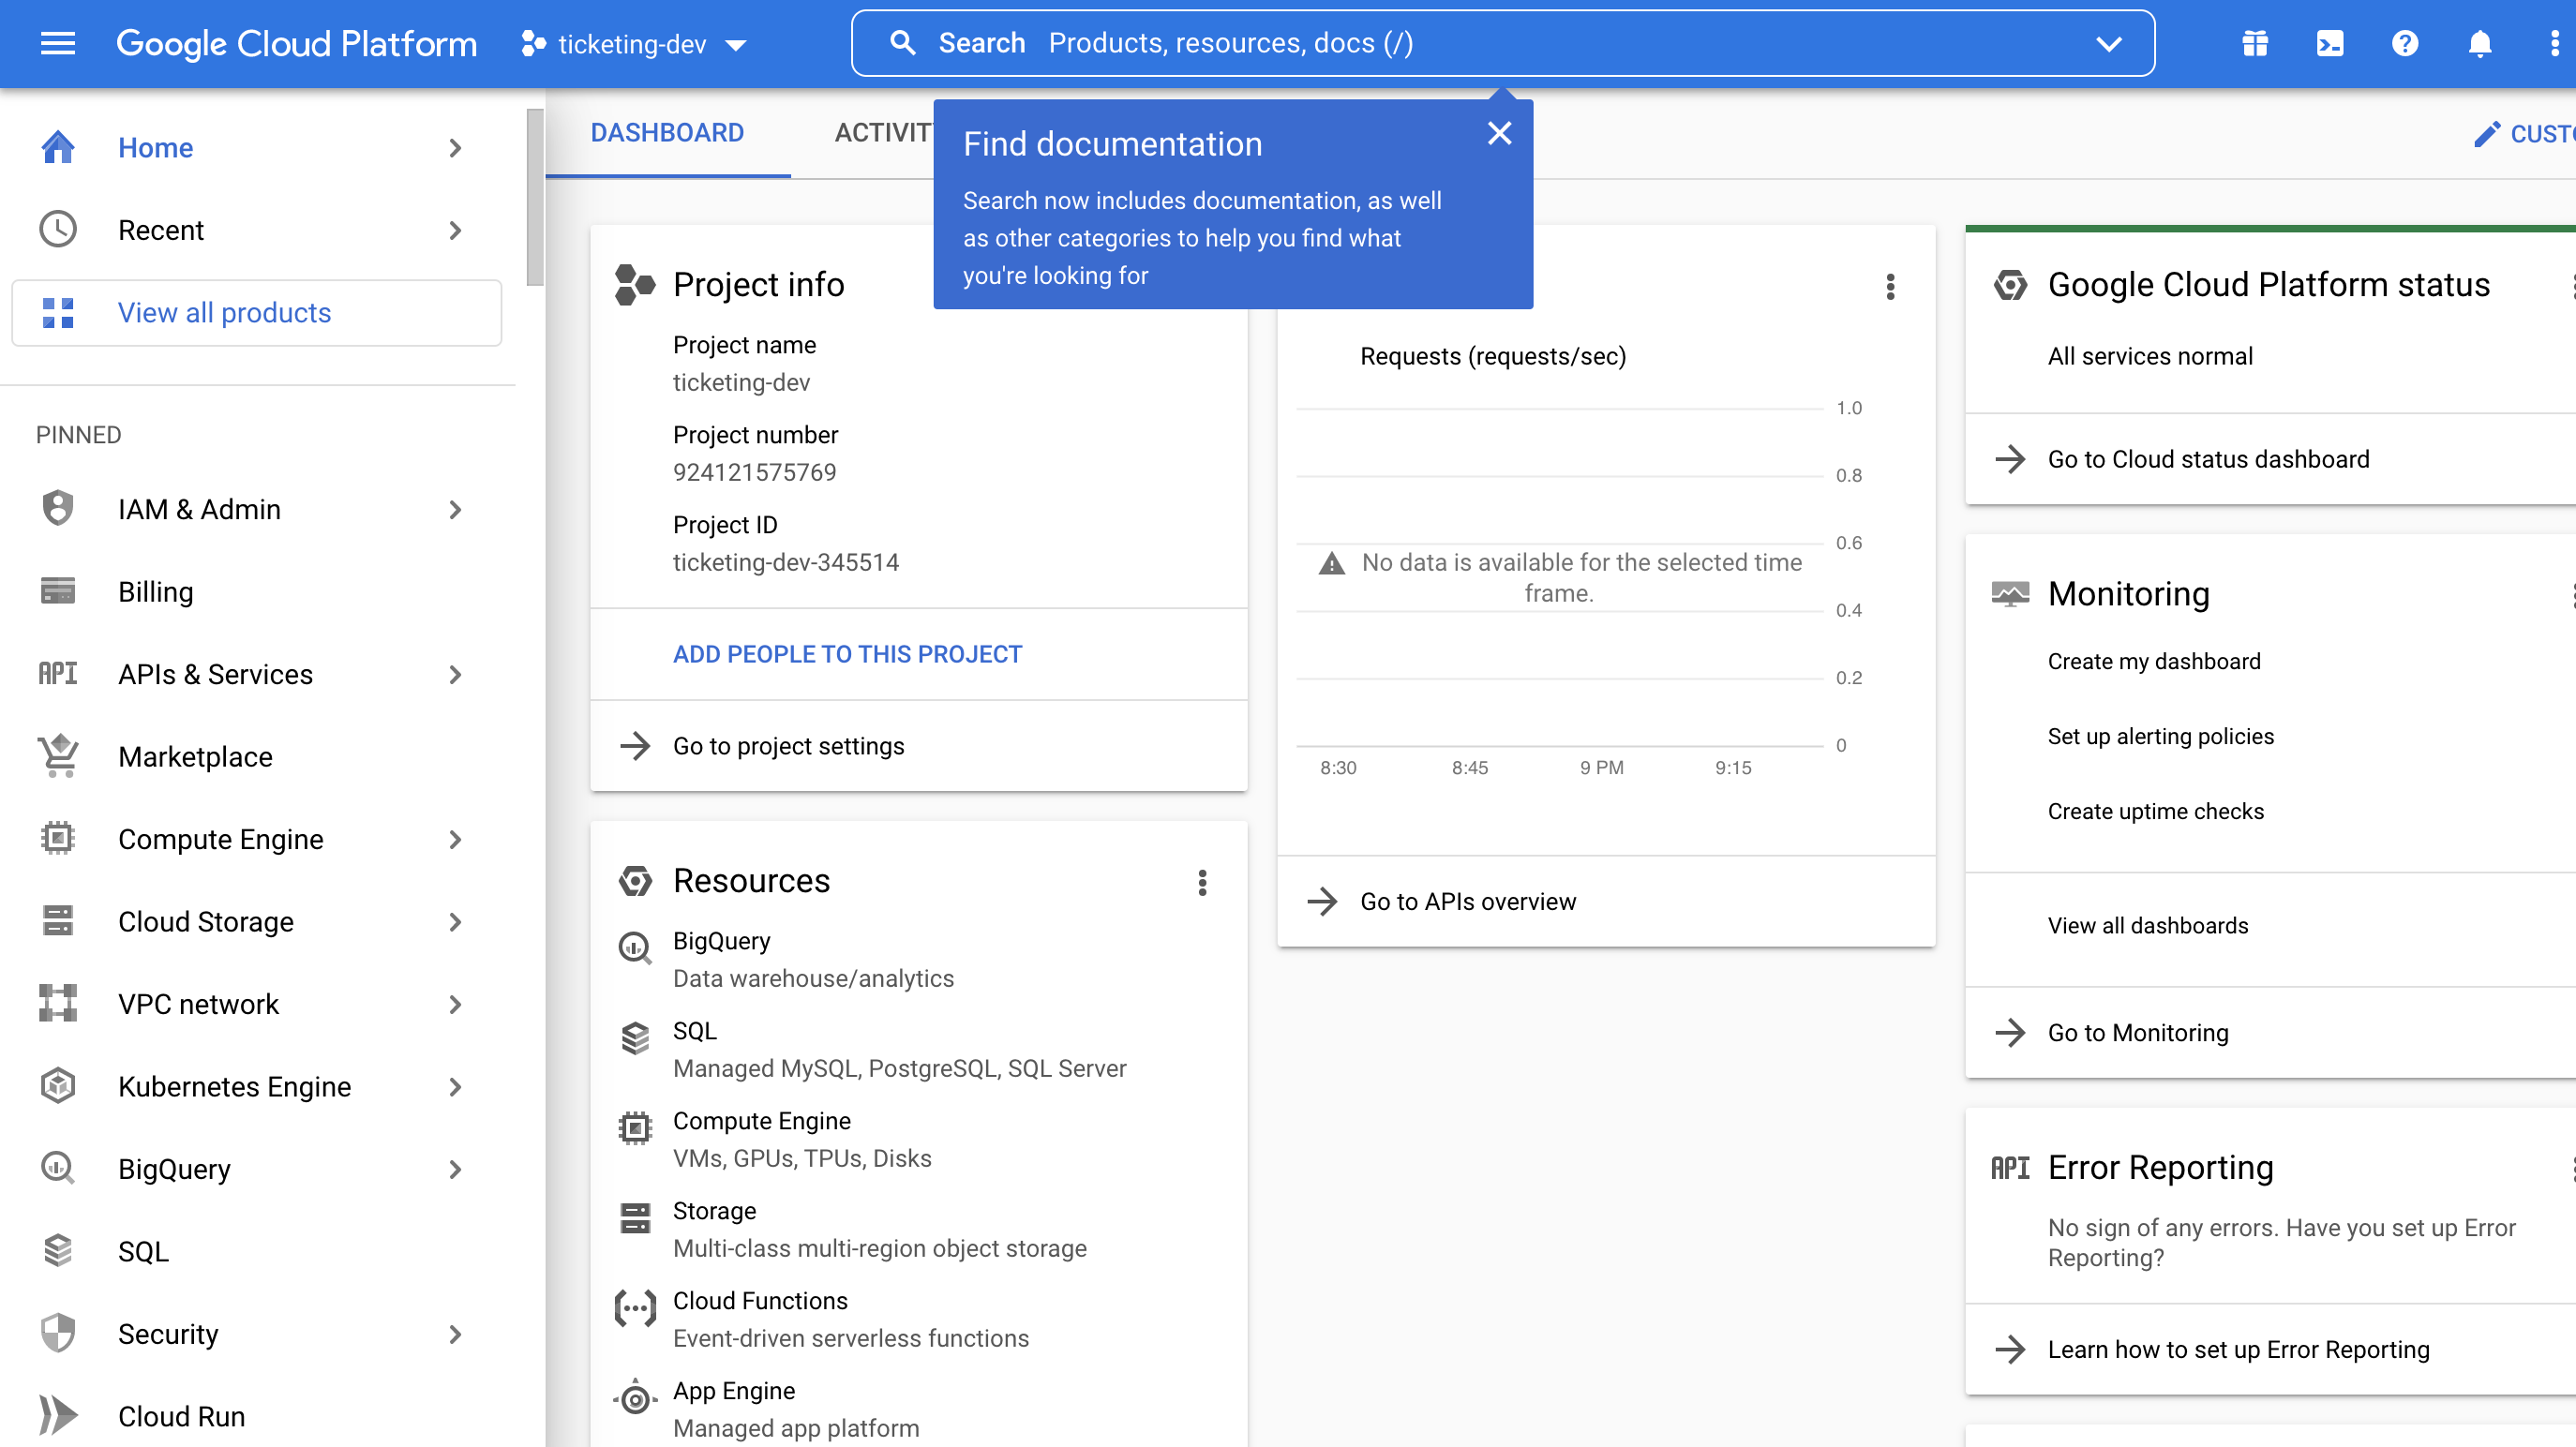 Google Cloud Platform
ticketing-dev
Search Products, resources, docs (/)
Home
Recent
View all products
PINNED
IAM & Admin
Billing
API APIs & Services
Marketplace
Compute Engine
Cloud Storage
VPC network
Kubernetes Engine
BigQuery
SQL
Security
Cloud Run
DASHBOARD
ACTIVITY
CUSTO
Find documentation
Search now includes documentation, as well
as other categories to help you find what
you're looking for
Project info
Project name
ticketing-dev
Project number
924121575769
Project ID
ticketing-dev-345514
ADD PEOPLE TO THIS PROJECT
Go to project settings
Resources
BigQuery
Data warehouse/analytics
SQL
Managed MySQL, PostgreSQL, SQL Server
Compute Engine
VMs, GPUs, TPUs, Disks
Storage
Multi-class multi-region object storage
Cloud Functions
Event-driven serverless functions
App Engine
Managed app platform
Requests (requests/sec)
1.0
0.8
0.6
No data is available for the selected time
frame.
0.4
0.2
0
8:30 8:45 9 PM 9:15
Go to APIs overview
Google Cloud Platform status
All services normal
Go to Cloud status dashboard
Monitoring
Create my dashboard
Set up alerting policies
Create uptime checks
View all dashboards
Go to Monitoring
API Error Reporting
No sign of any errors. Have you set up Error
Reporting?
Learn how to set up Error Reporting